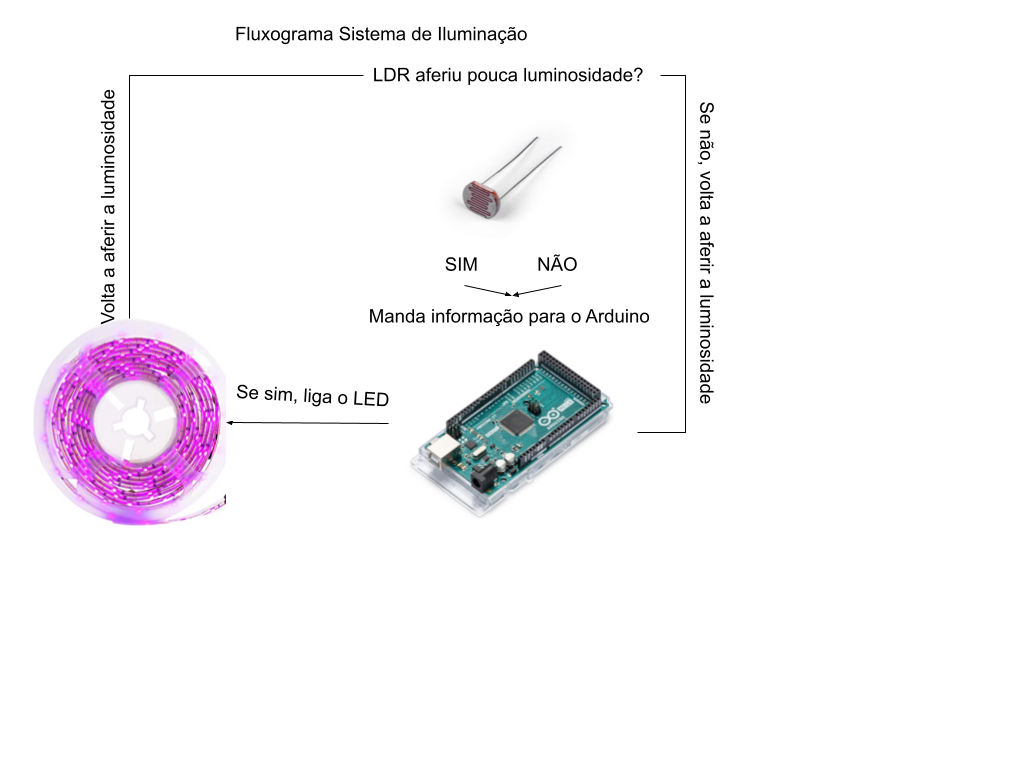 Fluxograma Sistema de Iluminação
LDR aferiu pouca luminosidade?
Volta a aferir a luminosidade
Se não, volta a aferir a luminosidade
SIM
NÃO
Manda informação para o Arduino
Se sim, liga o LED